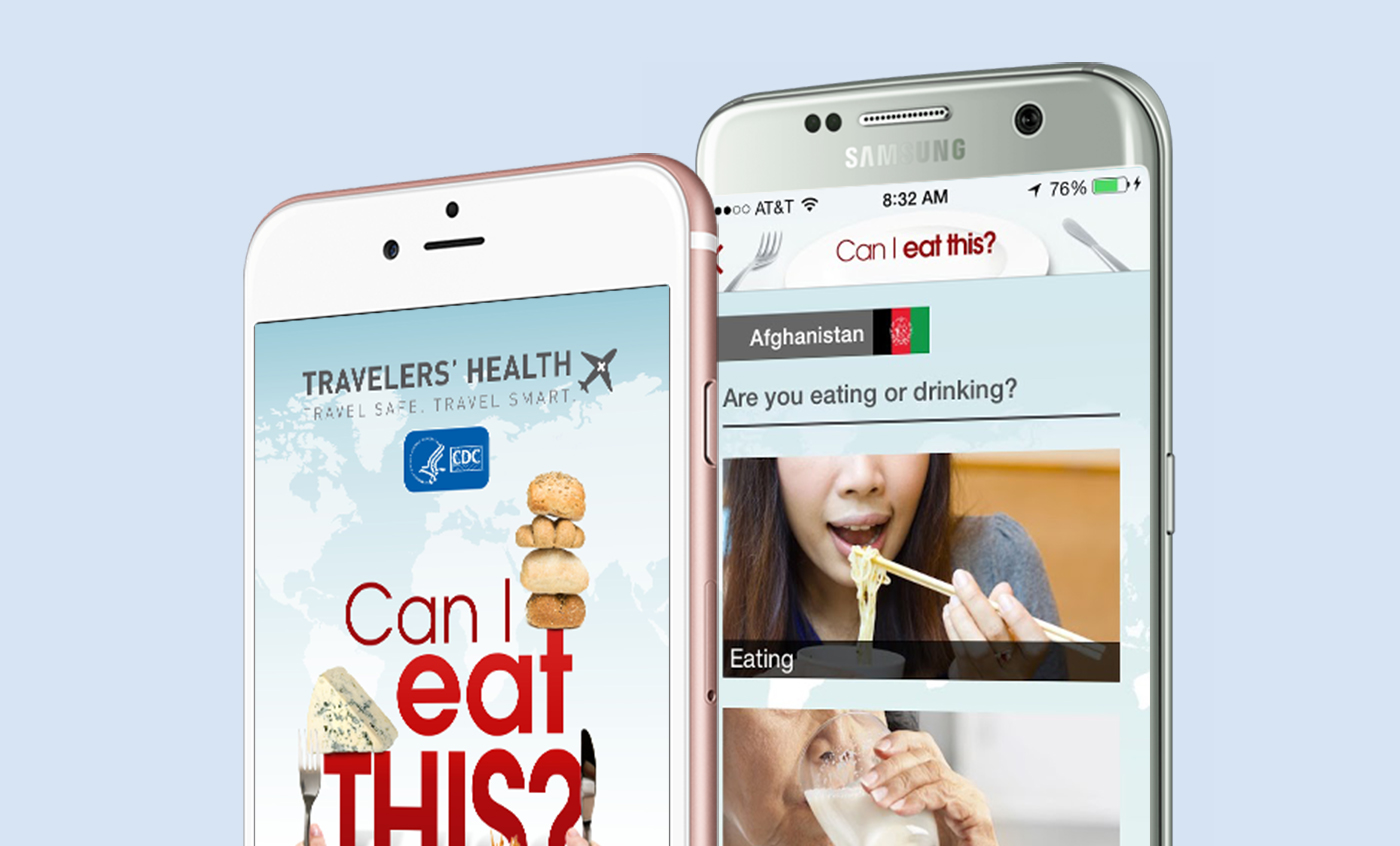 TRAVELERS' HEALTH
TRAVEL SAFE. TRAVEL SMART.
CDC
Can I
eat
THIS?
SAMSUNG
AT&T 8:32 AM 76%
Can I eat this?
Afghanistan
Are you eating or drinking?
Eating